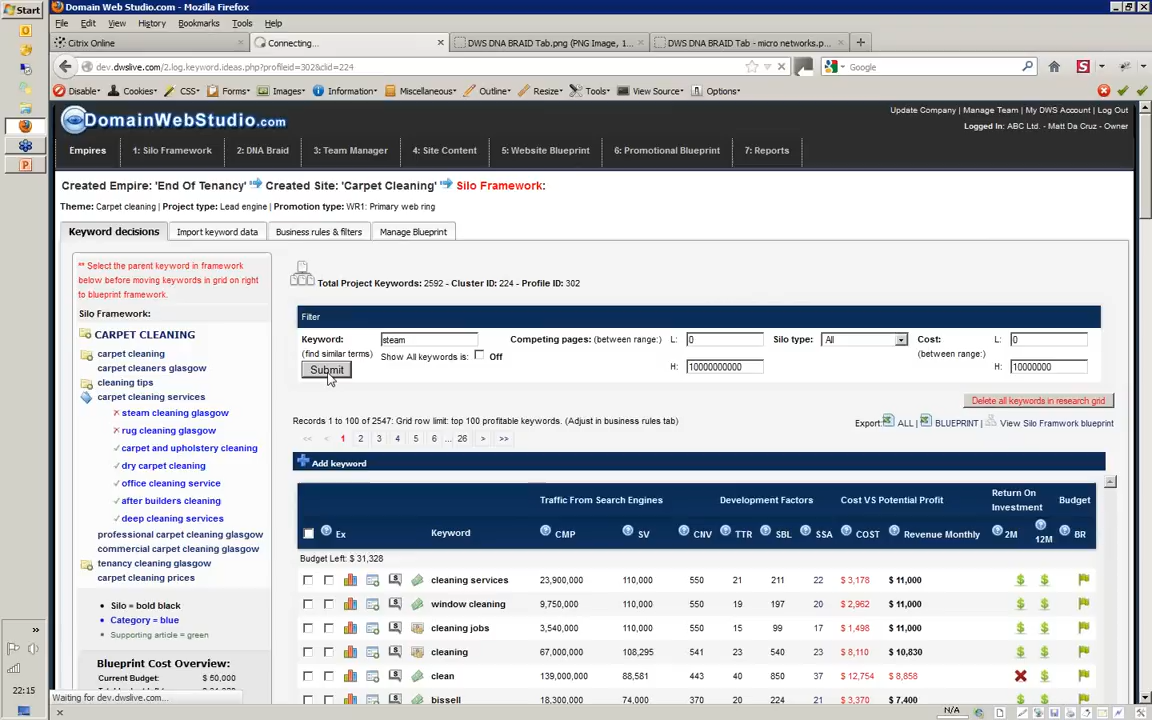 Start
Domain Web Studio.com - Mozilla Firefox
File Edit View History Bookmarks Tools Help
Citrix Online
Connecting...
DWS DNA BRAID Tab.png (PNG Image, 1...
DWS DNA BRAID Tab - micro networks.p...
dev.dwslive.com/2.log.keyword.ideas.php?profileid=302&clid=224
Google
Disable Cookies CSS Forms Images Information Miscellaneous Outline Resize Tools View Source Options
DomainWebStudio.com
Update Company | Manage Team | My DWS Account | Log Out
Logged In: ABC Ltd. - Matt Da Cruz - Owner
Empires 1: Silo Framework 2: DNA Braid 3: Team Manager 4: Site Content 5: Website Blueprint 6: Promotional Blueprint 7: Reports
Created Empire: 'End Of Tenancy' Created Site: 'Carpet Cleaning' Silo Framework:
Theme: Carpet cleaning | Project type: Lead engine | Promotion type: WR1: Primary web ring
Keyword decisions Import keyword data Business rules & filters Manage Blueprint
** Select the parent keyword in framework
below before moving keywords in grid on right
to blueprint framework.
Silo Framework:
CARPET CLEANING
carpet cleaning
carpet cleaners glasgow
cleaning tips
carpet cleaning services
steam cleaning glasgow
rug cleaning glasgow
carpet and upholstery cleaning
dry carpet cleaning
office cleaning service
after builders cleaning
deep cleaning services
professional carpet cleaning glasgow
commercial carpet cleaning glasgow
tenancy cleaning glasgow
carpet cleaning prices
Silo = bold black
Category = blue
Supporting article = green
Blueprint Cost Overview:
Current Budget: $ 50,000
Total Project Keywords: 2592 - Cluster ID: 224 - Profile ID: 302
Filter
Keyword: steam Competing pages: (between range:) L: 0 Silo type: All Cost: L: 0
(find similar terms) Show All keywords is: Off (between range:)
Submit H: 10000000000 H: 10000000
Delete all keywords in research grid
Records 1 to 100 of 2547: Grid row limit: top 100 profitable keywords. (Adjust in business rules tab)
Export: ALL | BLUEPRINT | View Silo Framwork blueprint
<< < 1 2 3 4 5 6 ... 26 > >>
Add keyword
Traffic From Search Engines Development Factors Cost VS Potential Profit Return On Investment Budget
Ex Keyword CMP SV CNV TTR SBL SSA COST Revenue Monthly 2M 12M BR
Budget Left: $ 31,328
cleaning services 23,900,000 110,000 550 21 211 22 $ 3,178 $ 11,000
window cleaning 9,750,000 110,000 550 19 197 20 $ 2,962 $ 11,000
cleaning jobs 3,540,000 110,000 550 15 99 17 $ 1,498 $ 11,000
cleaning 67,000,000 108,295 541 23 540 23 $ 8,110 $ 10,830
clean 139,000,000 88,581 443 40 850 37 $ 12,754 $ 8,858
bissell 18,300,000 74,000 370 20 224 21 $ 3,370 $ 7,400
22:15
Waiting for dev.dwslive.com...
N/A